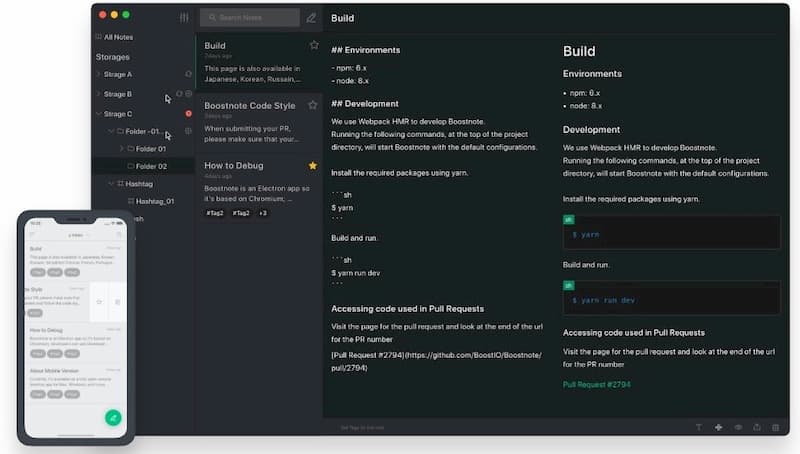 All Notes
Storages
Strage A
Strage B
Strage C
Folder -01...
Folder 01
Folder 02
Hashtag
Hashtag_01
Search Notes
Build
2days ago
This page is also available in
Japanese, Korean, Russain,...
Boostnote Code Style
When submitting your PR,
please make sure that your...
How to Debug
4days ago
Boostnote is an Electron app so
it's based on Chromium; ...
#Tag2 #Tag2 +3
Build
## Environments
- npm: 6.x
- node: 8.x
## Development
We use Webpack HMR to develop Boostnote.
Running the following commands, at the top of the project
directory, will start Boostnote with the default configurations.
Install the required packages using yarn.
```sh
$ yarn
```
Build and run.
```sh
$ yarn run dev
```
Accessing code used in Pull Requests
Visit the page for the pull request and look at the end of the url
for the PR number
[Pull Request #2794](https://github.com/BoostIO/Boostnote/
pull/2794)
Build
Environments
• npm: 6.x
• node: 8.x
Development
We use Webpack HMR to develop Boostnote.
Running the following commands, at the top of the project
directory, will start Boostnote with the default configurations.
Install the required packages using yarn.
sh
$ yarn
Build and run.
sh
$ yarn run dev
Accessing code used in Pull Requests
Visit the page for the pull request and look at the end of the url
for the PR number
Pull Request #2794
Build
How to Debug
About Mobile Version